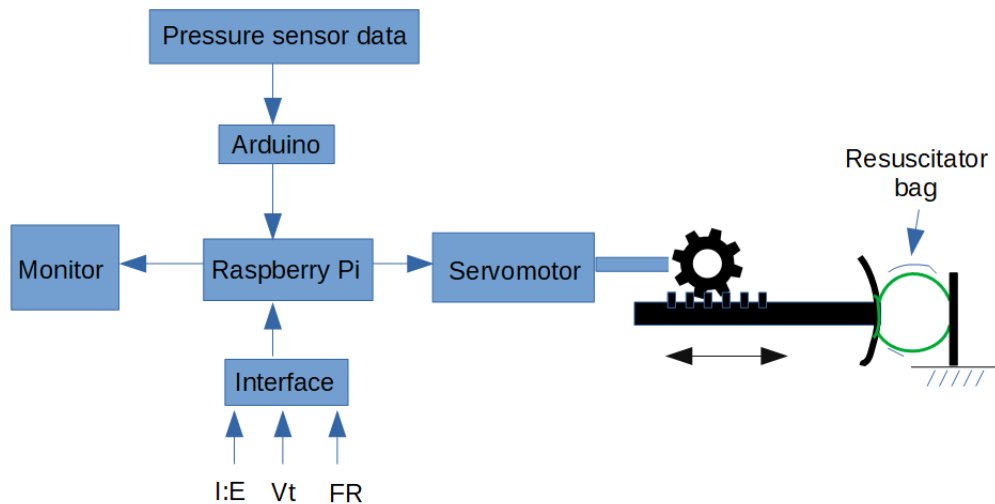 Pressure sensor data
Arduino
Resuscitator
bag
Monitor
Raspberry Pi
Servomotor
Interface
I:E
Vt
FR